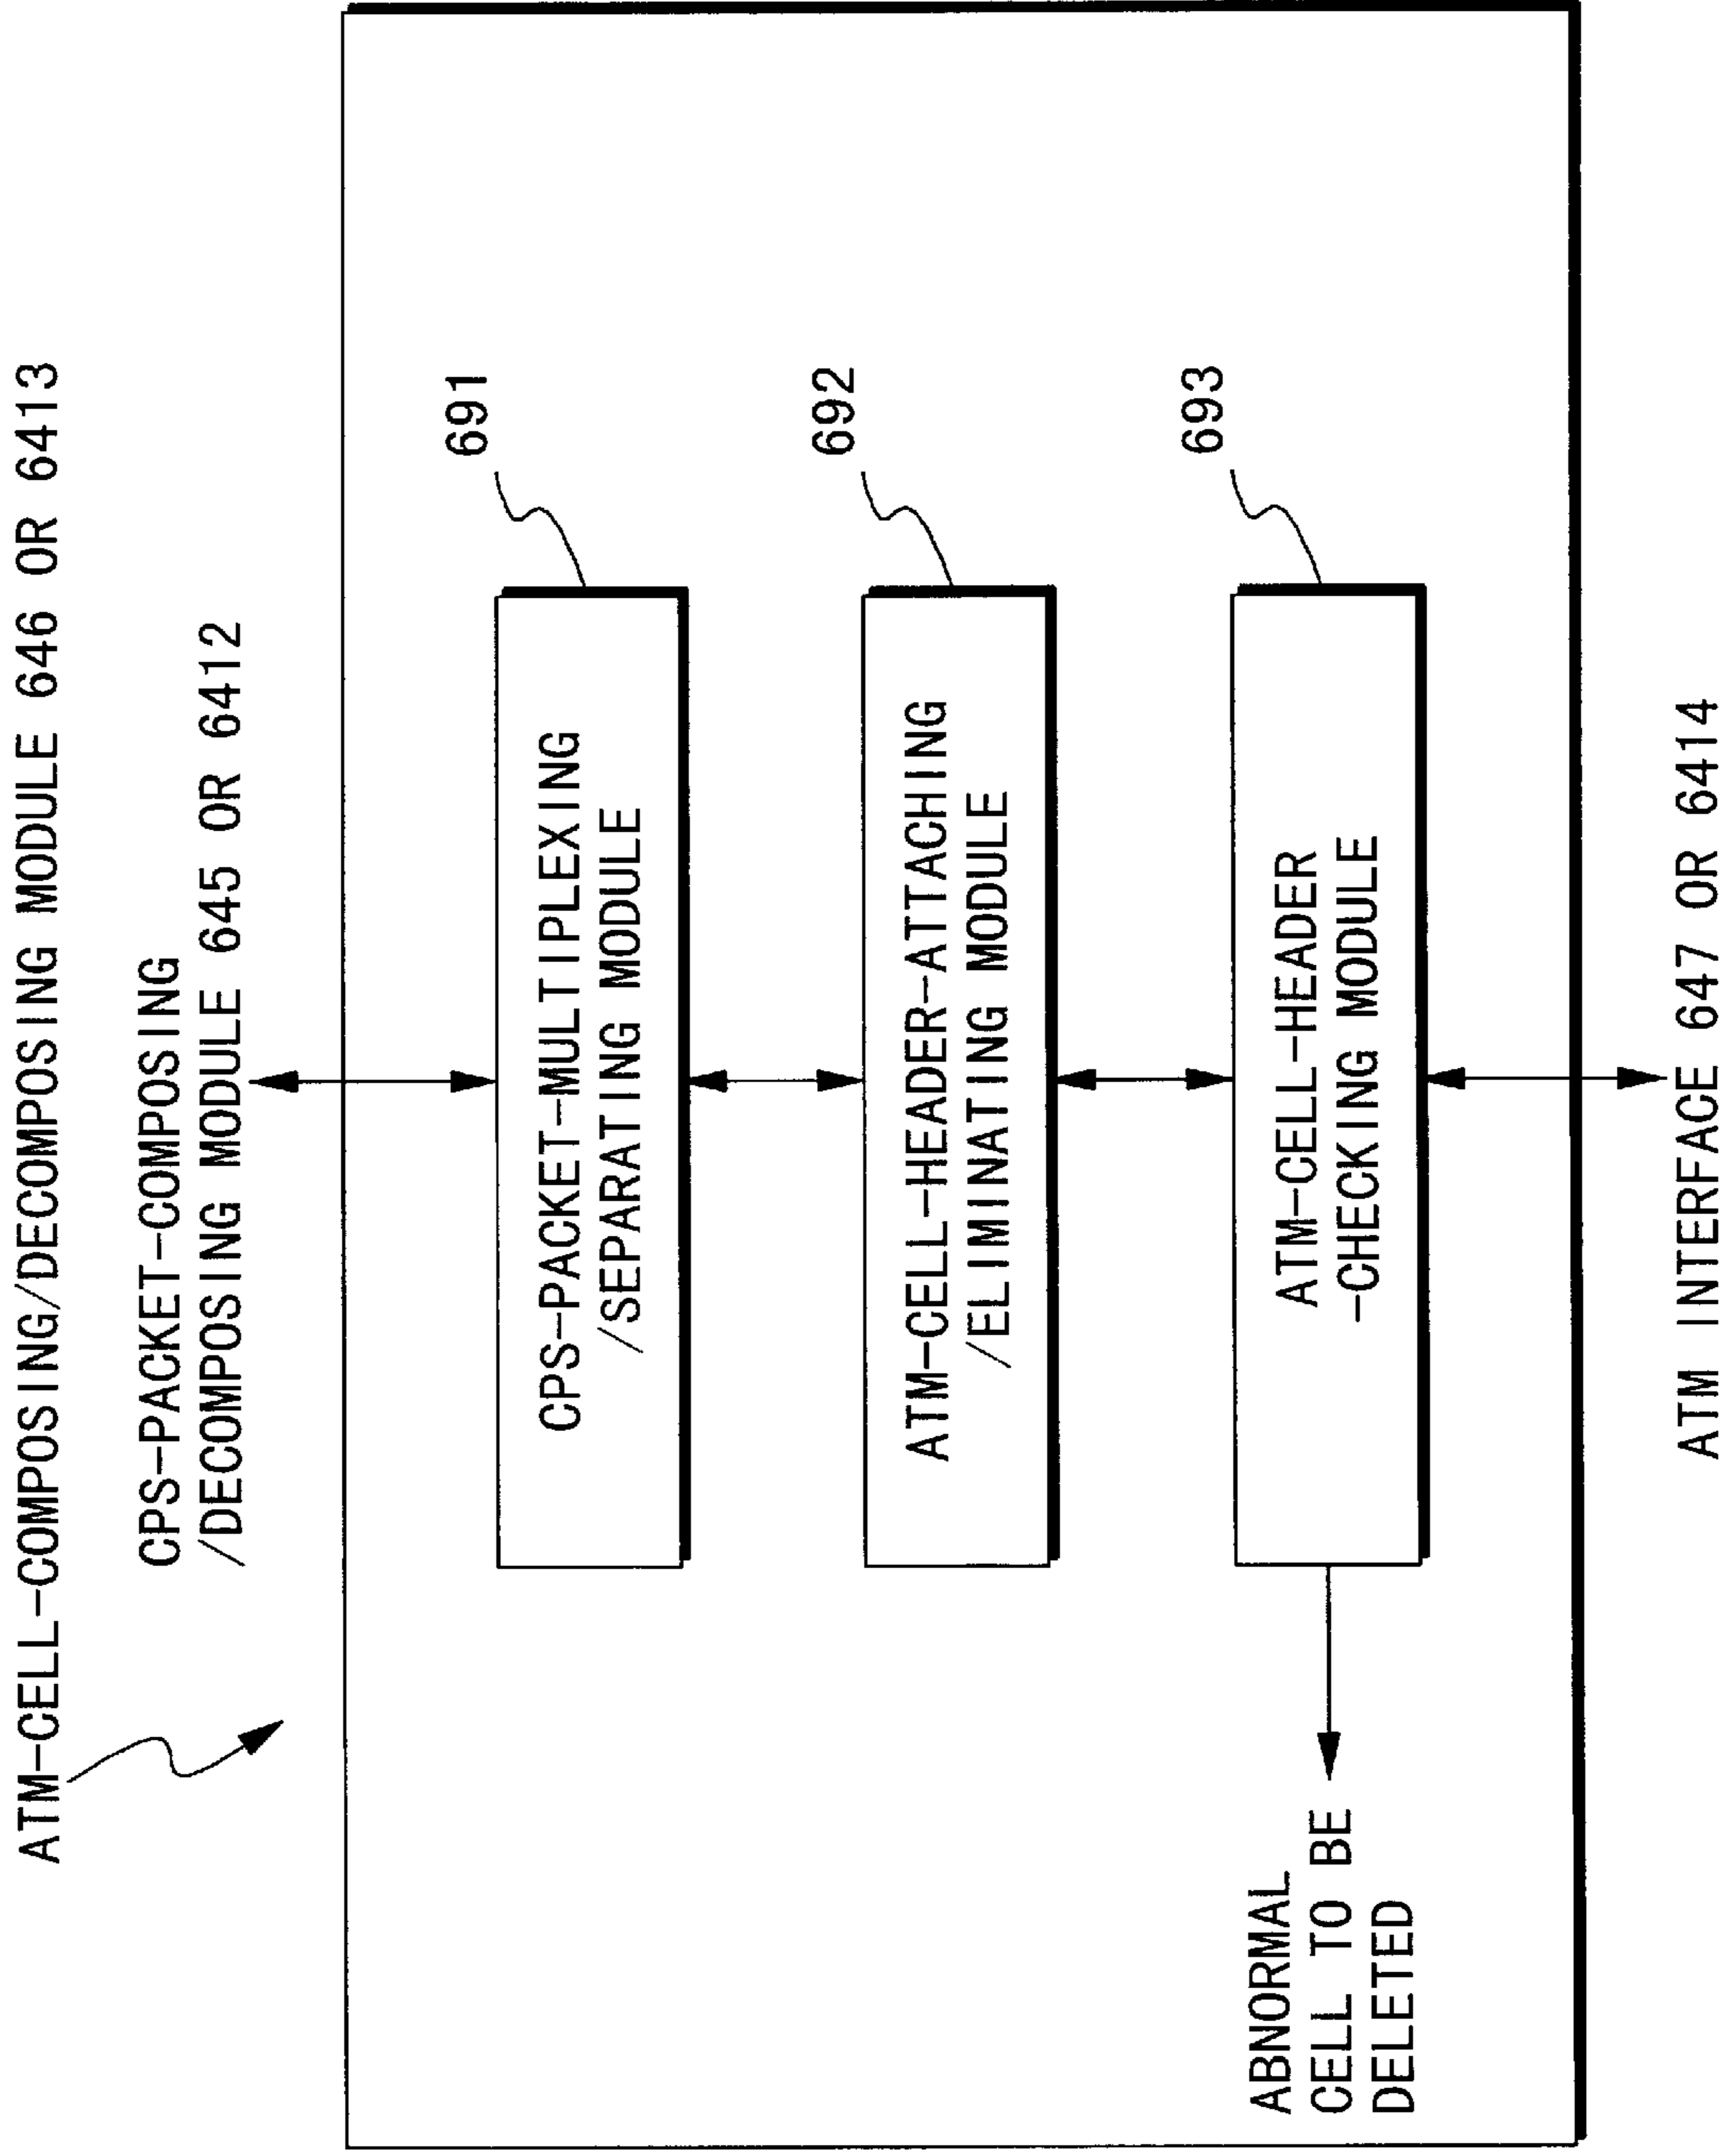 ATM-CELL-COMPOSING/DECOMPOSING MODULE 646 OR 6413
CPS-PACKET-COMPOSING
/DECOMPOSING MODULE 645 OR 6412
691
CPS-PACKET-MULTIPLEXING
/SEPARATING MODULE
692
ATM-CELL-HEADER-ATTACHING
/ELIMINATING MODULE
693
ATM-CELL-HEADER
-CHECKING MODULE
ABNORMAL
CELL TO BE
DELETED
ATM INTERFACE 647 OR 6414